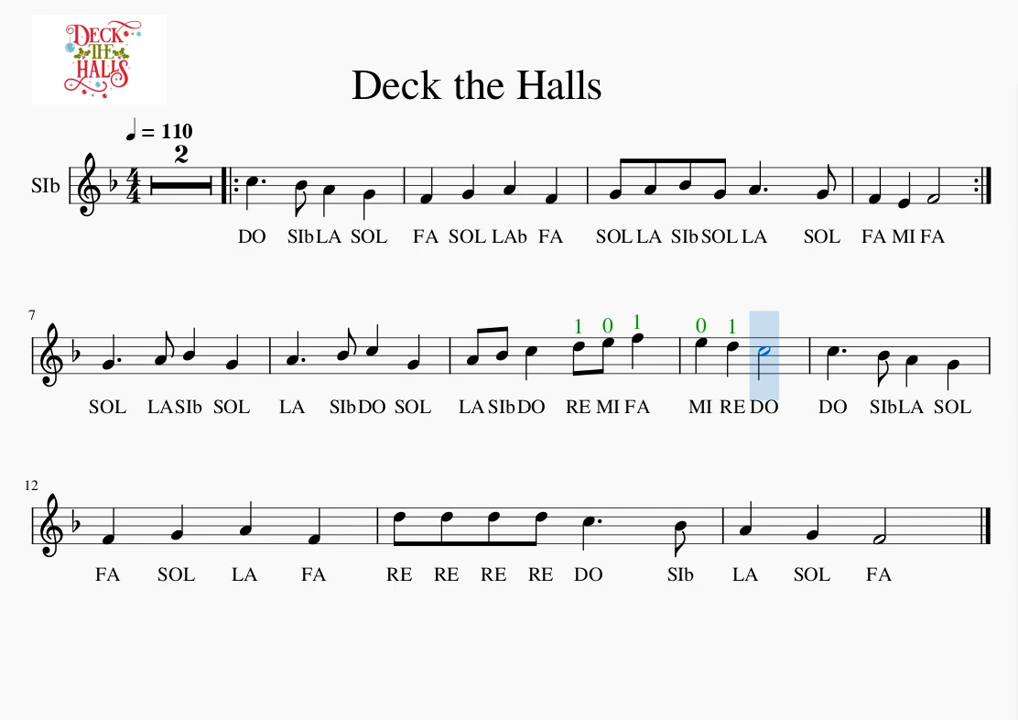 DECK
THE
HALLS
Deck the Halls
= 110
2
SIb
4
4
DO SIb LA SOL FA SOL LAb FA SOL LA SIb SOL LA SOL FA MI FA
7
1 0 1 0 1
SOL LA SIb SOL LA SIb DO SOL LA SIb DO RE MI FA MI RE DO DO SIb LA SOL
12
FA SOL LA FA RE RE RE RE DO SIb LA SOL FA